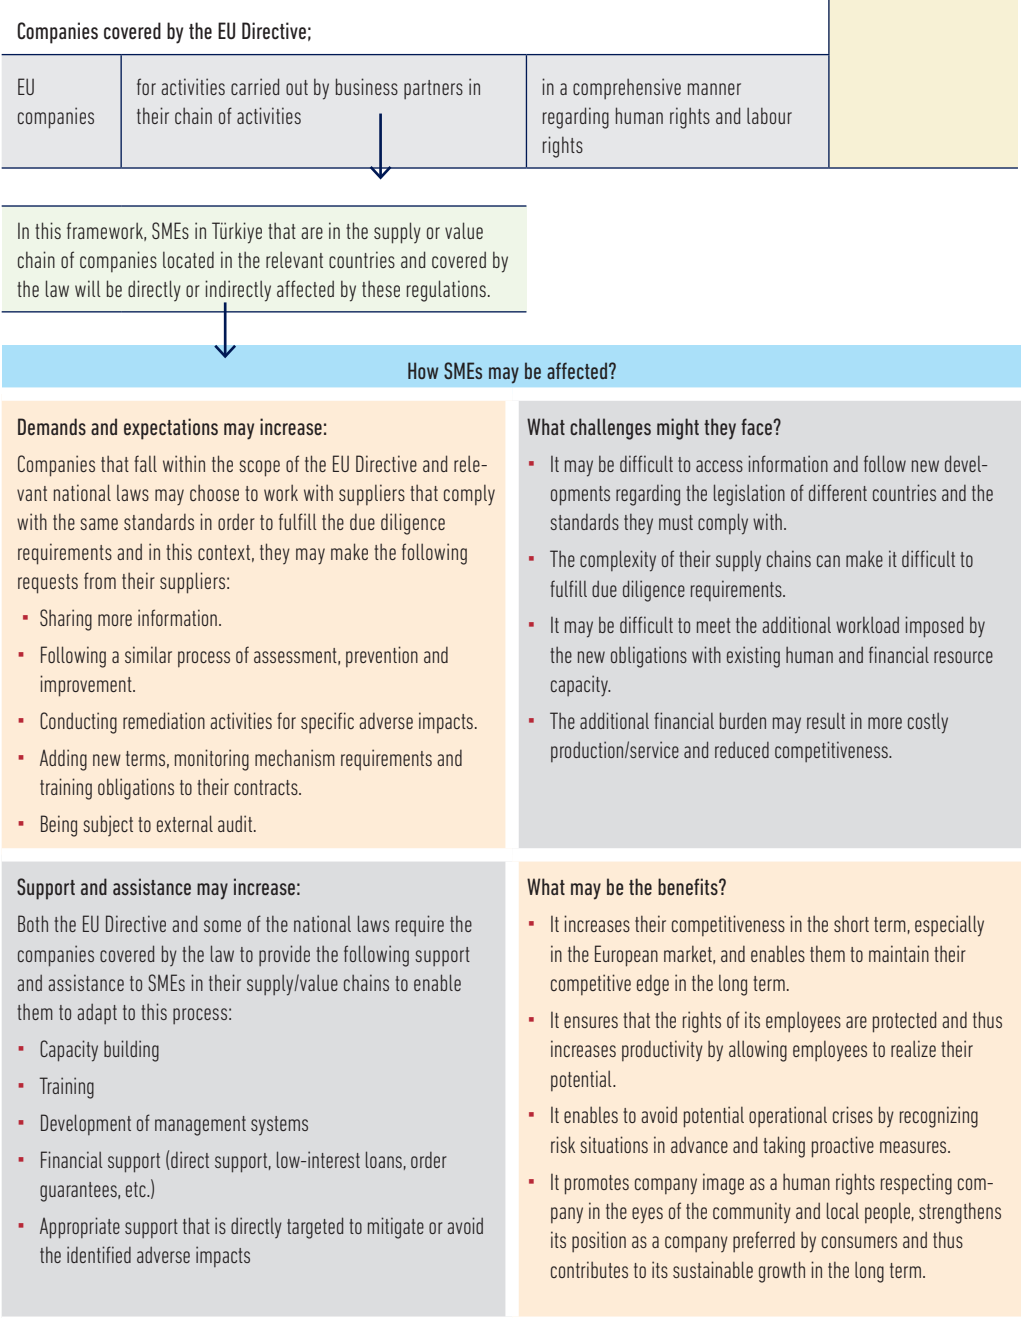 Companies covered by the EU Directive;
EU
companies
for activities carried out by business partners in
their chain of activities
in a comprehensive manner
regarding human rights and labour
rights
In this framework, SMEs in Türkiye that are in the supply or value
chain of companies located in the relevant countries and covered by
the law will be directly or indirectly affected by these regulations.
How SMEs may be affected?
Demands and expectations may increase:
Companies that fall within the scope of the EU Directive and rele-
vant national laws may choose to work with suppliers that comply
with the same standards in order to fulfill the due diligence
requirements and in this context, they may make the following
requests from their suppliers:
▪ Sharing more information.
▪ Following a similar process of assessment, prevention and
improvement.
▪ Conducting remediation activities for specific adverse impacts.
▪ Adding new terms, monitoring mechanism requirements and
training obligations to their contracts.
▪ Being subject to external audit.
What challenges might they face?
▪ It may be difficult to access information and follow new devel-
opments regarding the legislation of different countries and the
standards they must comply with.
▪ The complexity of their supply chains can make it difficult to
fulfill due diligence requirements.
▪ It may be difficult to meet the additional workload imposed by
the new obligations with existing human and financial resource
capacity.
▪ The additional financial burden may result in more costly
production/service and reduced competitiveness.
Support and assistance may increase:
Both the EU Directive and some of the national laws require the
companies covered by the law to provide the following support
and assistance to SMEs in their supply/value chains to enable
them to adapt to this process:
▪ Capacity building
▪ Training
▪ Development of management systems
▪ Financial support (direct support, low-interest loans, order
guarantees, etc.)
▪ Appropriate support that is directly targeted to mitigate or avoid
the identified adverse impacts
What may be the benefits?
▪ It increases their competitiveness in the short term, especially
in the European market, and enables them to maintain their
competitive edge in the long term.
▪ It ensures that the rights of its employees are protected and thus
increases productivity by allowing employees to realize their
potential.
▪ It enables to avoid potential operational crises by recognizing
risk situations in advance and taking proactive measures.
▪ It promotes company image as a human rights respecting com-
pany in the eyes of the community and local people, strengthens
its position as a company preferred by consumers and thus
contributes to its sustainable growth in the long term.